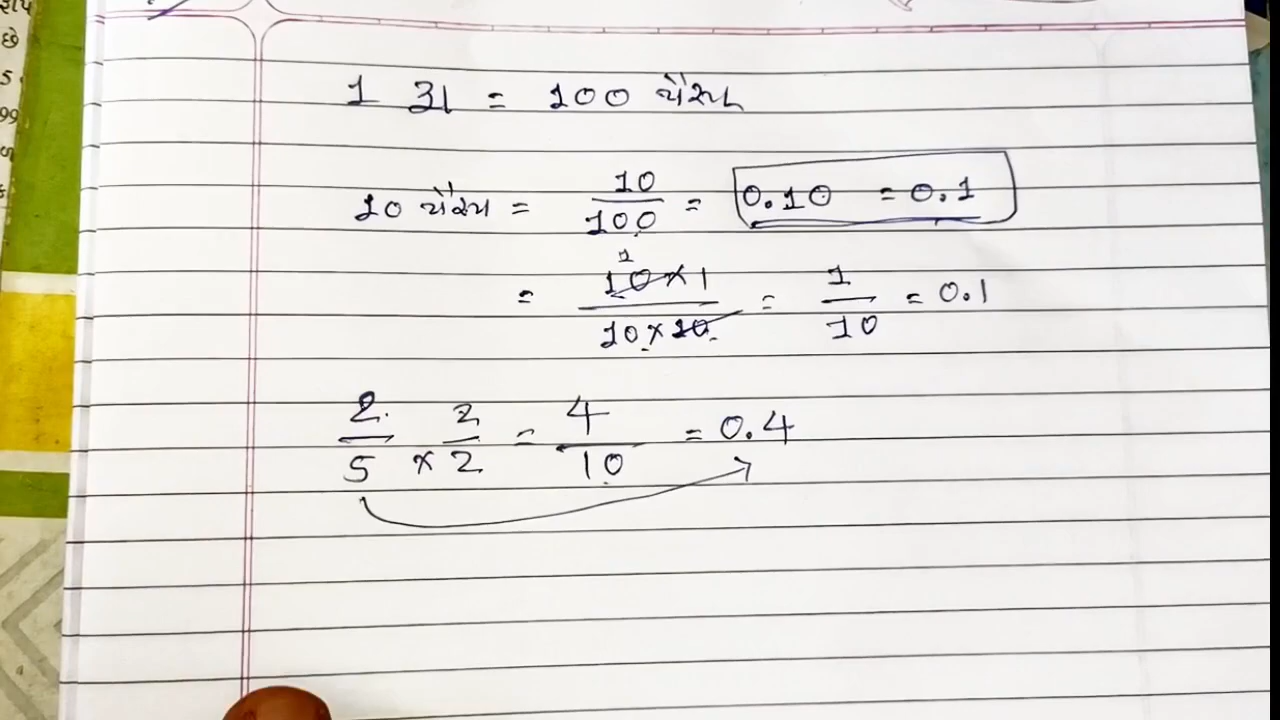 1 રૂા = 100 પૈસા
10 પૈસા = 10/100 = 0.10 = 0.1
= 10×1/10×10 = 1/10 = 0.1
2/5 × 2/2 = 4/10 = 0.4